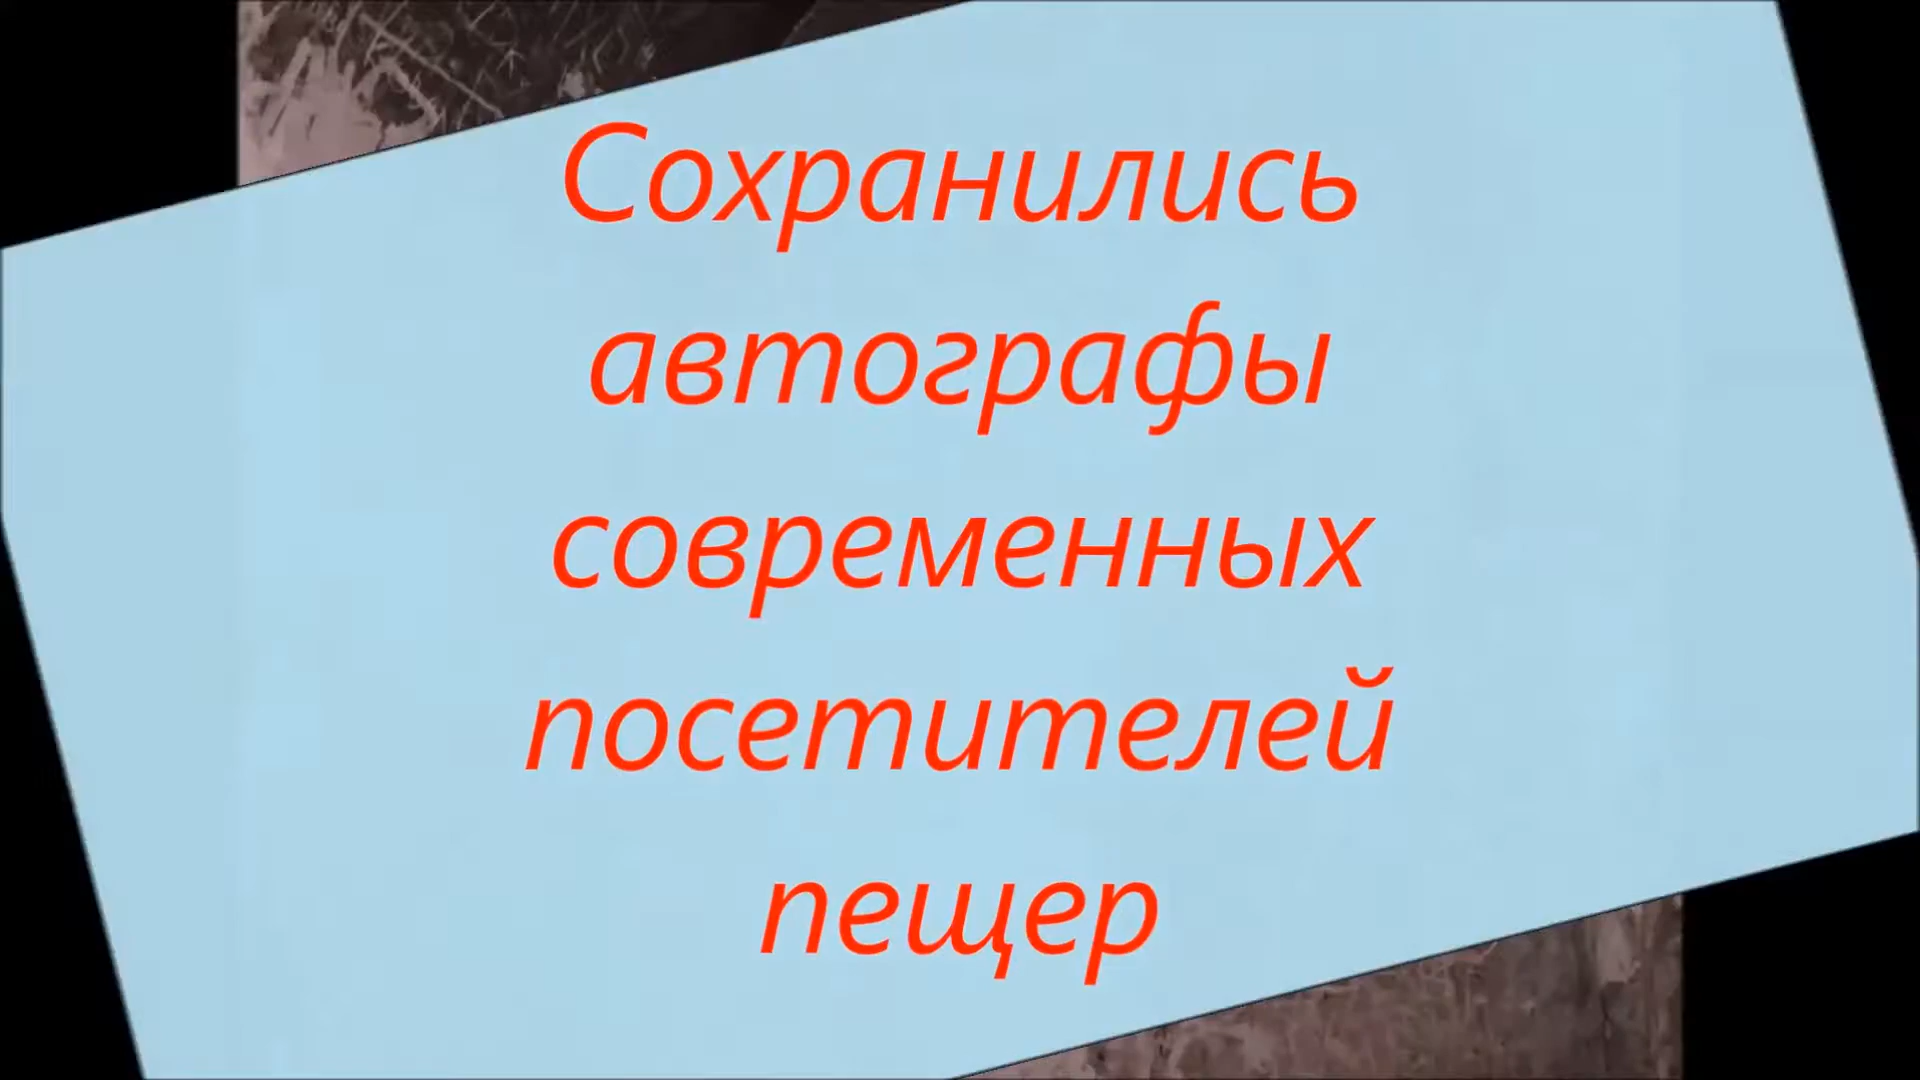 Сохранились
автографы
современных
посетителей
пещер